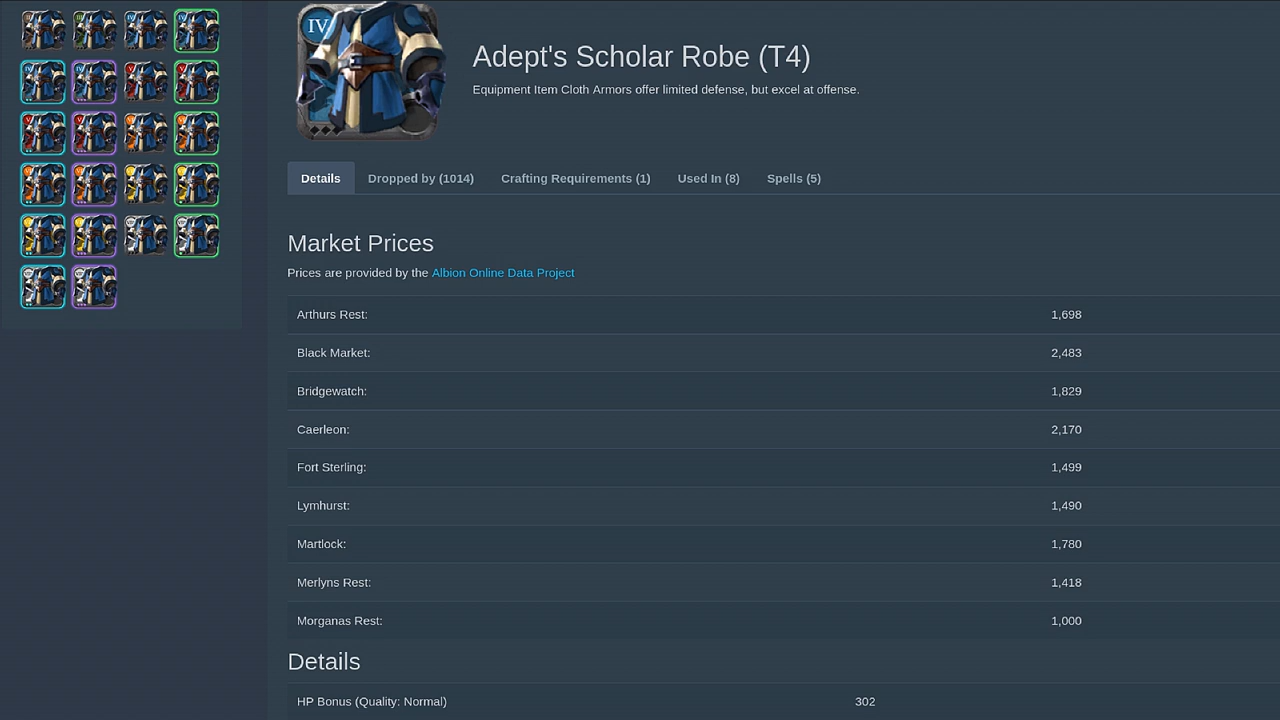 IV
Adept's Scholar Robe (T4)
Equipment Item Cloth Armors offer limited defense, but excel at offense.
Details Dropped by (1014) Crafting Requirements (1) Used In (8) Spells (5)
Market Prices
Prices are provided by the Albion Online Data Project
Arthurs Rest: 1,698
Black Market: 2,483
Bridgewatch: 1,829
Caerleon: 2,170
Fort Sterling: 1,499
Lymhurst: 1,490
Martlock: 1,780
Merlyns Rest: 1,418
Morganas Rest: 1,000
Details
HP Bonus (Quality: Normal) 302